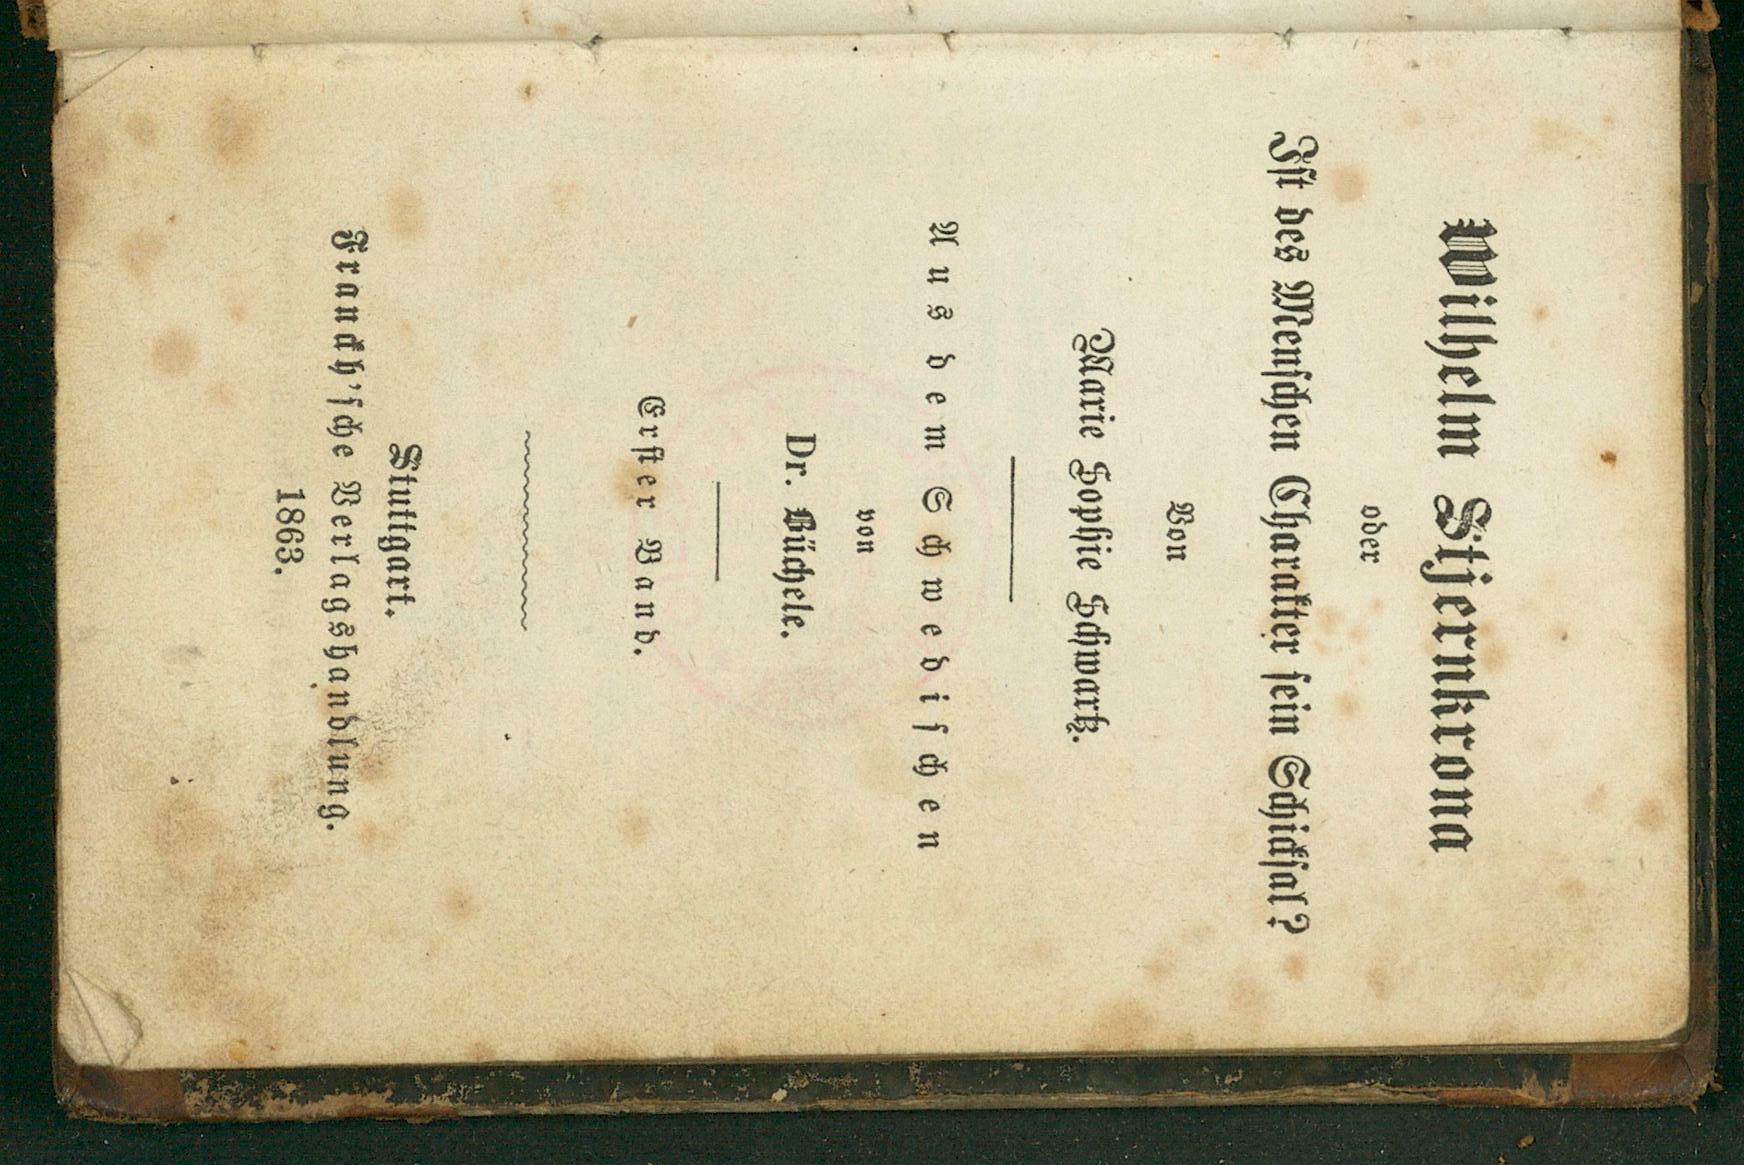 Wilhelm Stjernkrona
oder
Iſt des Menſchen Charakter ſein Schickſal?
Von
Marie Sophie Schwartz.
Aus dem Schwediſchen
von
Dr. Büchele.
Erſter Band.
Stuttgart.
Franckh'ſche Verlagshandlung.
1863.